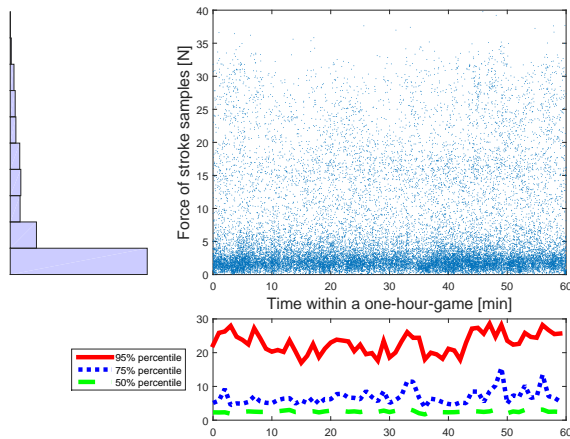 40
35
30
25
20
15
10
5
0
Force of stroke samples [N]
0 10 20 30 40 50 60
Time within a one-hour-game [min]
30
20
10
0
0 10 20 30 40 50 60
95% percentile
75% percentile
50% percentile